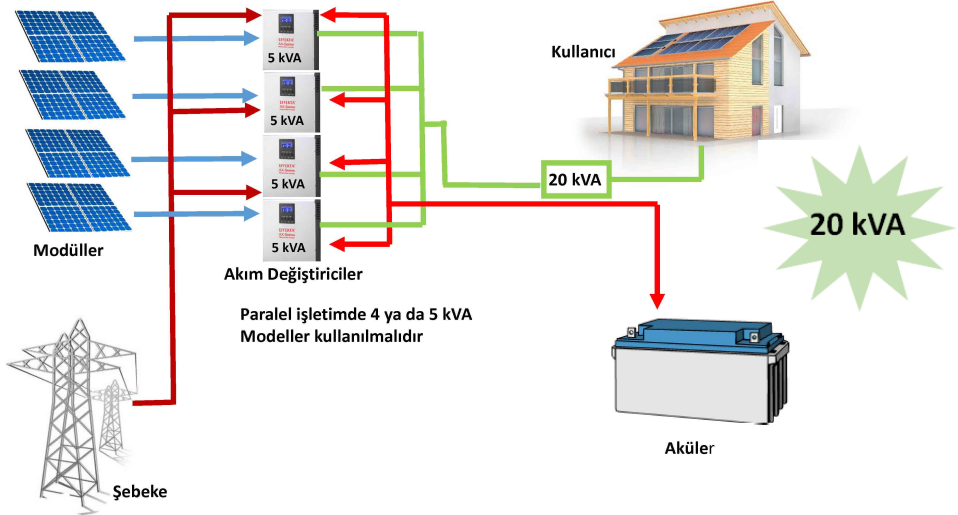 5 kVA
5 kVA
5 kVA
5 kVA
Kullanıcı
20 kVA
20 kVA
Modüller
Akım Değiştiriciler
Paralel işletimde 4 ya da 5 kVA
Modeller kullanılmalıdır
Aküler
Şebeke